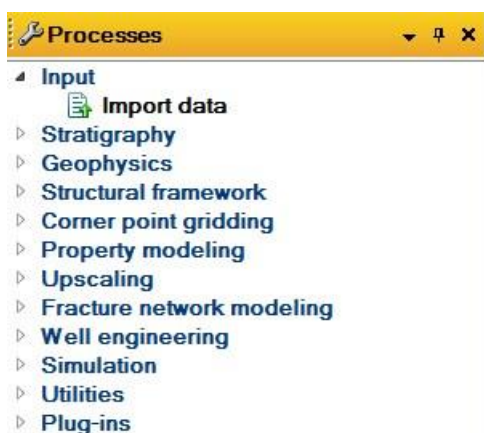 Processes
Input
Import data
Stratigraphy
Geophysics
Structural framework
Corner point gridding
Property modeling
Upscaling
Fracture network modeling
Well engineering
Simulation
Utilities
Plug-ins